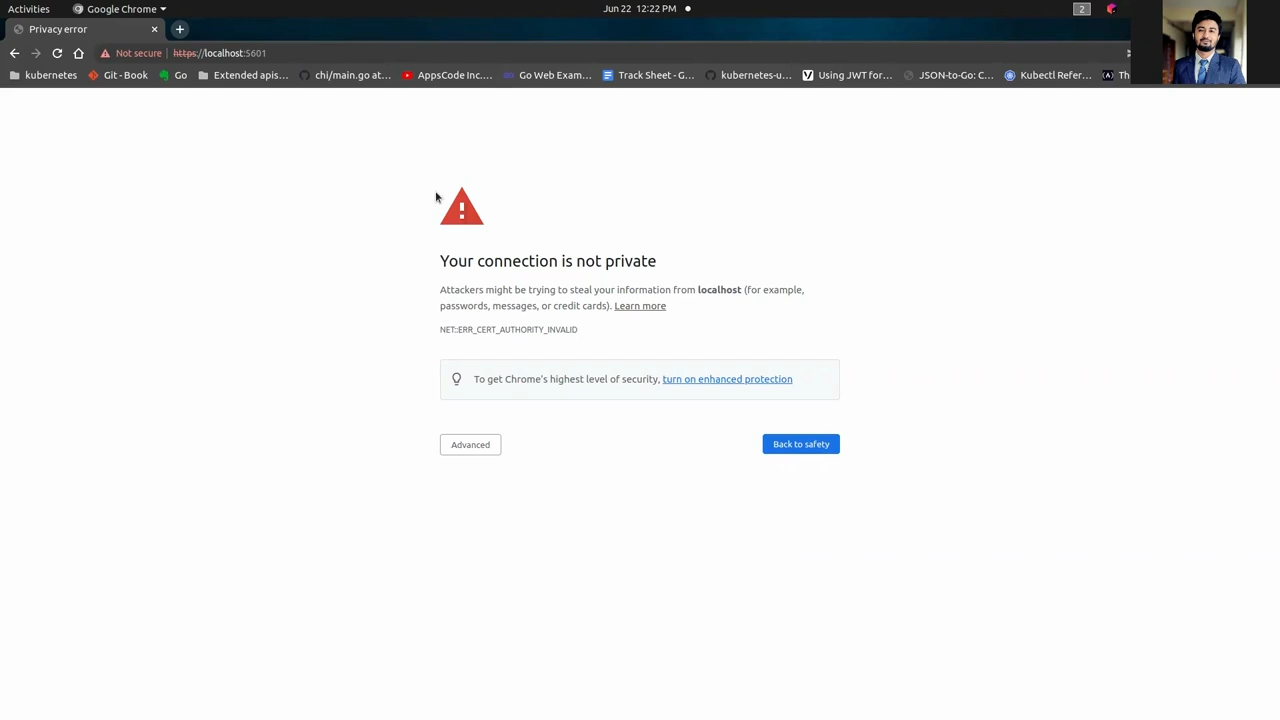 Activities
Google Chrome
Jun 22 12:22 PM
2
Privacy error
Not secure
https://localhost:5601
kubernetes
Git - Book
Go
Extended apis...
chi/main.go at...
AppsCode Inc....
Go Web Exam...
Track Sheet - G...
kubernetes-u...
Using JWT for...
JSON-to-Go: C...
Kubectl Refer...
Th
Your connection is not private
Attackers might be trying to steal your information from localhost (for example,
passwords, messages, or credit cards). Learn more
NET::ERR_CERT_AUTHORITY_INVALID
To get Chrome's highest level of security, turn on enhanced protection
Advanced
Back to safety